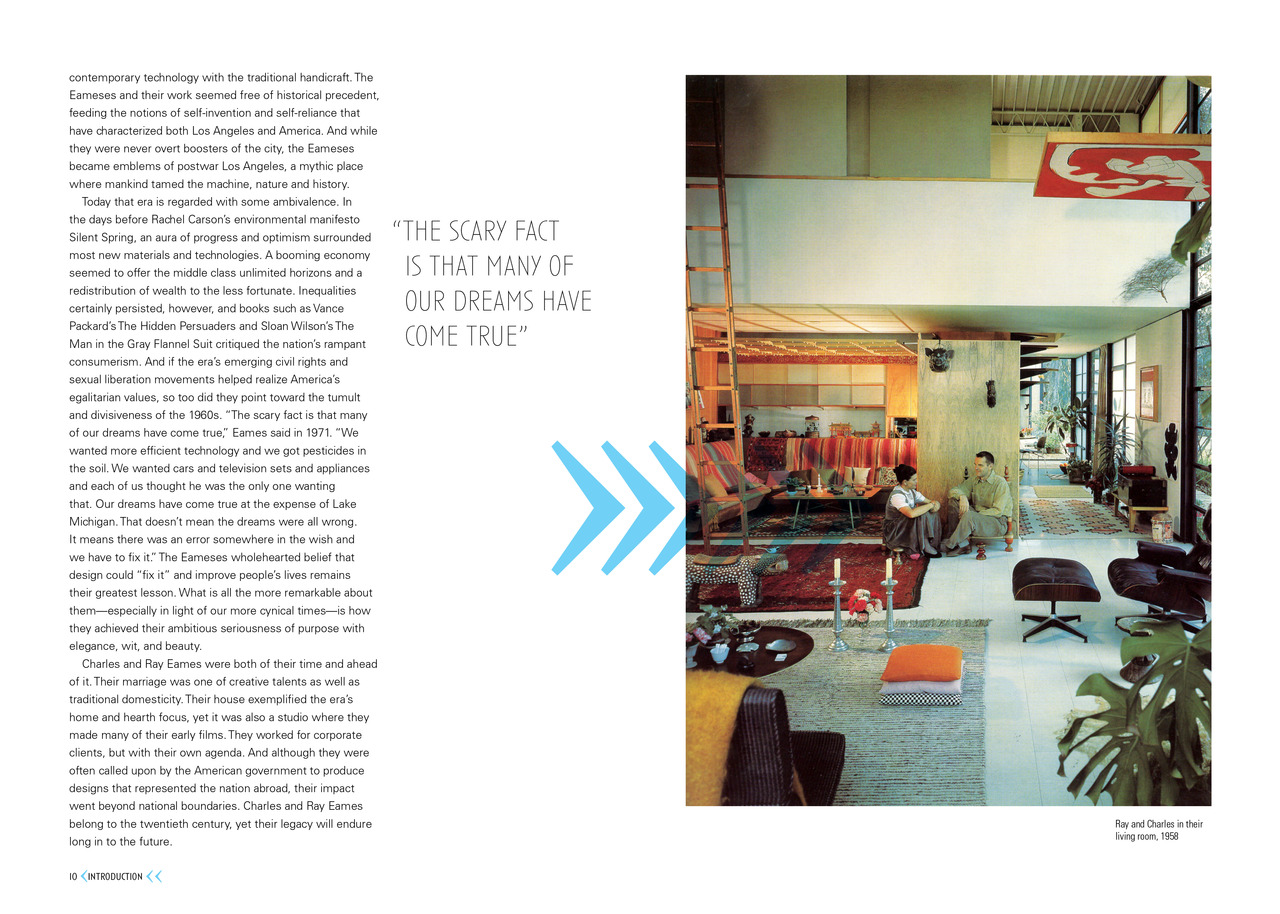 contemporary technology with the traditional handicraft. The
Eameses and their work seemed free of historical precedent,
feeding the notions of self-invention and self-reliance that
have characterized both Los Angeles and America. And while
they were never overt boosters of the city, the Eameses
became emblems of postwar Los Angeles, a mythic place
where mankind tamed the machine, nature and history.
Today that era is regarded with some ambivalence. In
the days before Rachel Carson's environmental manifesto
Silent Spring, an aura of progress and optimism surrounded
most new materials and technologies. A booming economy
seemed to offer the middle class unlimited horizons and a
redistribution of wealth to the less fortunate. Inequalities
certainly persisted, however, and books such as Vance
Packard's The Hidden Persuaders and Sloan Wilson's The
Man in the Gray Flannel Suit critiqued the nation's rampant
consumerism. And if the era's emerging civil rights and
sexual liberation movements helped realize America's
egalitarian values, so too did they point toward the tumult
and divisiveness of the 1960s. “The scary fact is that many
of our dreams have come true,” Eames said in 1971. “We
wanted more efficient technology and we got pesticides in
the soil. We wanted cars and television sets and appliances
and each of us thought he was the only one wanting
that. Our dreams have come true at the expense of Lake
Michigan. That doesn't mean the dreams were all wrong.
It means there was an error somewhere in the wish and
we have to fix it.” The Eameses wholehearted belief that
design could “fix it” and improve people's lives remains
their greatest lesson. What is all the more remarkable about
them—especially in light of our more cynical times—is how
they achieved their ambitious seriousness of purpose with
elegance, wit, and beauty.
Charles and Ray Eames were both of their time and ahead
of it. Their marriage was one of creative talents as well as
traditional domesticity. Their house exemplified the era's
home and hearth focus, yet it was also a studio where they
made many of their early films. They worked for corporate
clients, but with their own agenda. And although they were
often called upon by the American government to produce
designs that represented the nation abroad, their impact
went beyond national boundaries. Charles and Ray Eames
belong to the twentieth century, yet their legacy will endure
long in to the future.
“THE SCARY FACT
IS THAT MANY OF
OUR DREAMS HAVE
COME TRUE”
Ray and Charles in their
living room, 1958
10 INTRODUCTION